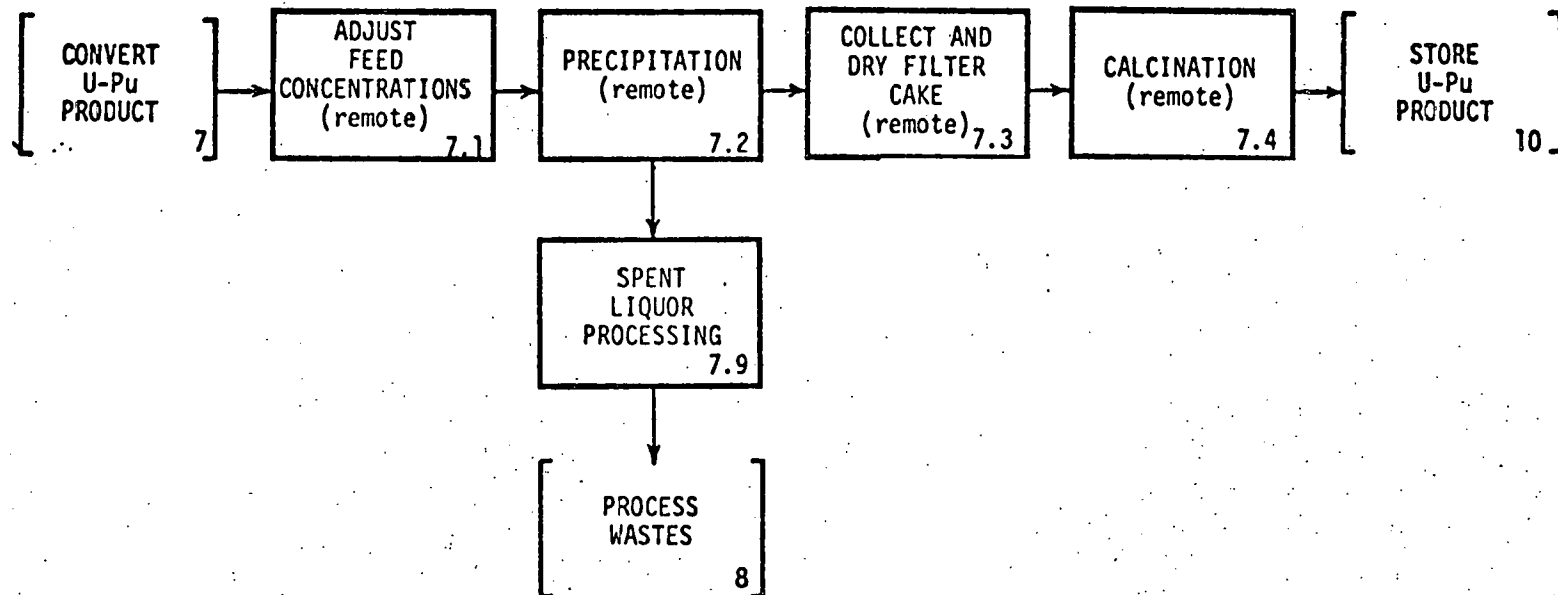 CONVERT
U-Pu
PRODUCT
7
ADJUST
FEED
CONCENTRATIONS
(remote)
7.1
PRECIPITATION
(remote)
7.2
COLLECT AND
DRY FILTER
CAKE
(remote)
7.3
CALCINATION
(remote)
7.4
STORE
U-Pu
PRODUCT
10
SPENT
LIQUOR
PROCESSING
7.9
PROCESS
WASTES
8